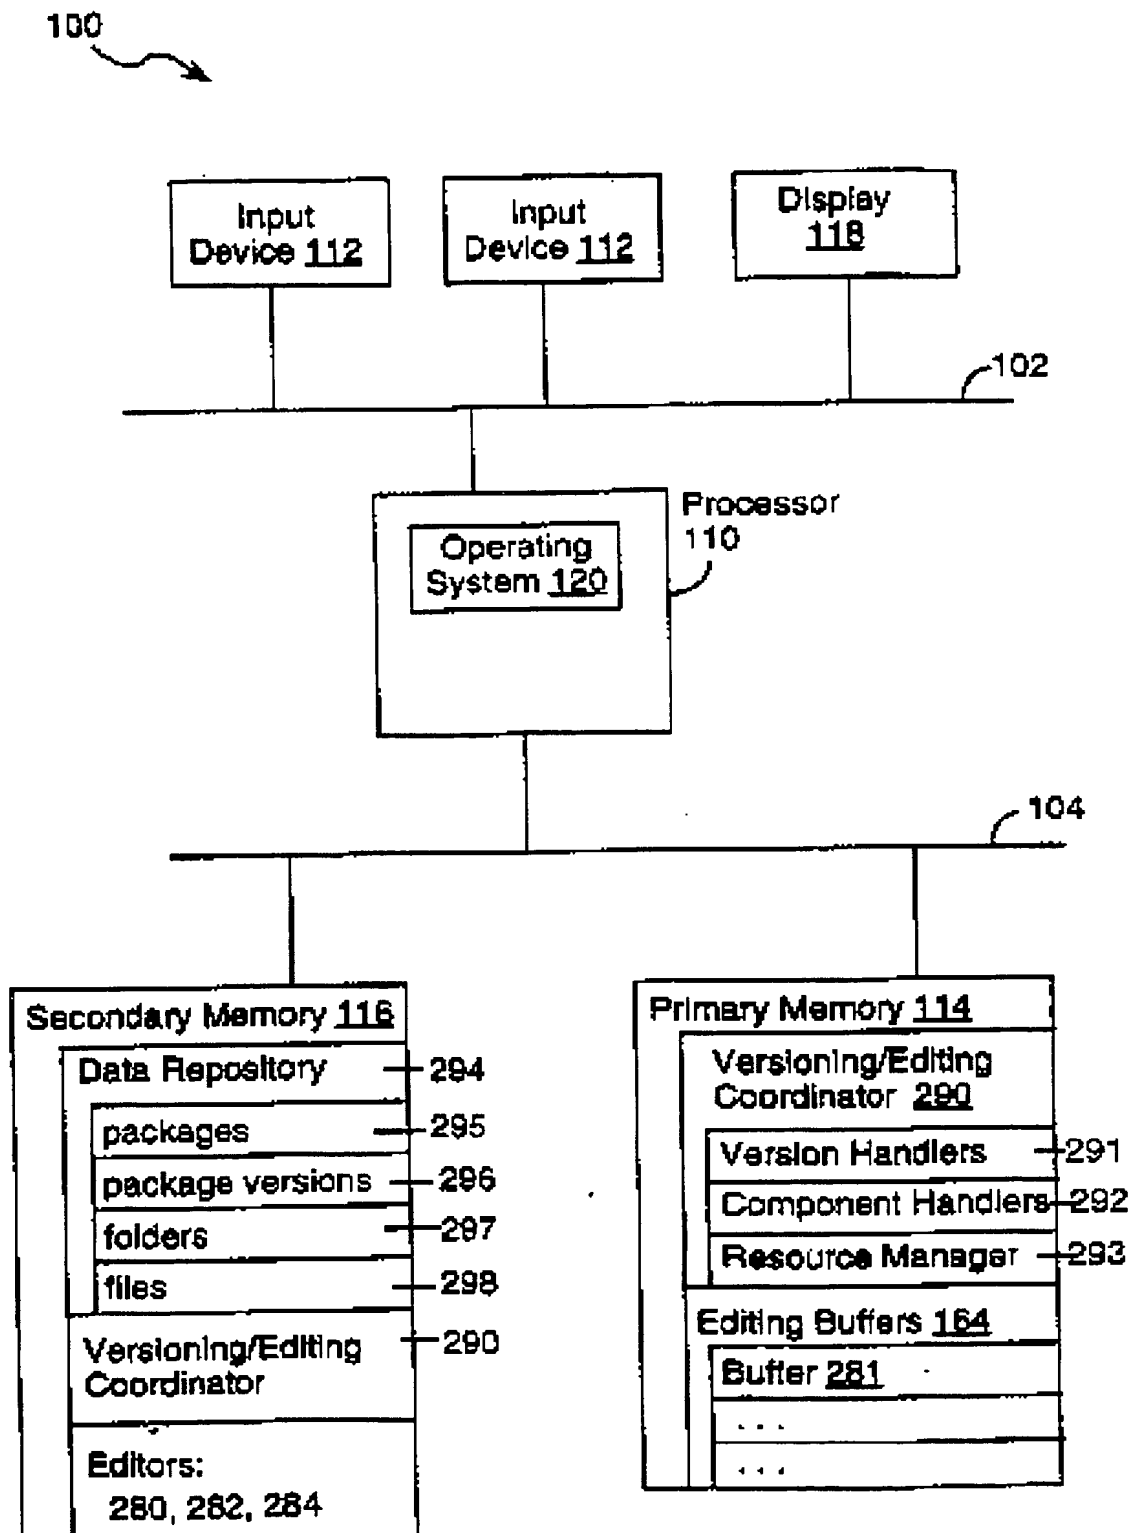 100
Input
Device 112
Input
Device 112
Display
118
102
Processor
110
Operating
System 120
104
Secondary Memory 116
Data Repository
294
packages
295
package versions
296
folders
297
files
298
Versioning/Editing
Coordinator
290
Editors:
280, 282, 284
Primary Memory 114
Versioning/Editing
Coordinator 290
Version Handlers
291
Component Handlers
292
Resource Manager
293
Editing Buffers 164
Buffer 281
. . .
. . .